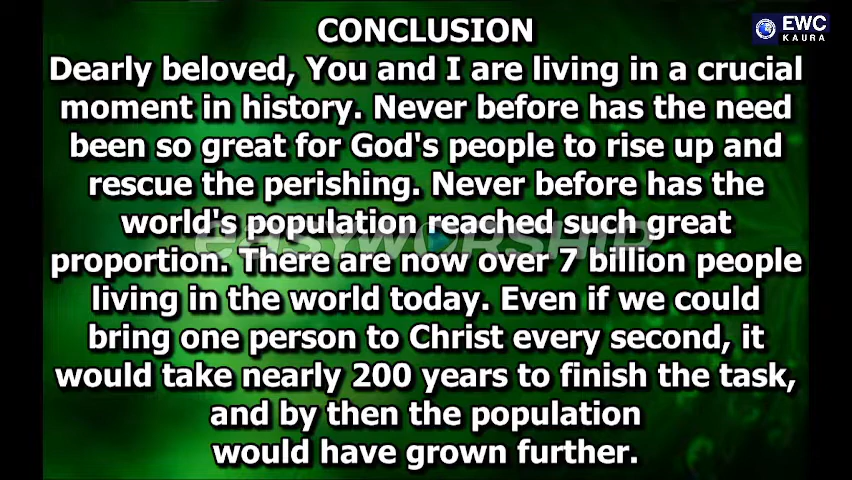 CONCLUSION
EWC
KAURA
Dearly beloved, You and I are living in a crucial
moment in history. Never before has the need
been so great for God's people to rise up and
rescue the perishing. Never before has the
world's population reached such great
easyworship
proportion. There are now over 7 billion people
living in the world today. Even if we could
bring one person to Christ every second, it
would take nearly 200 years to finish the task,
and by then the population
would have grown further.